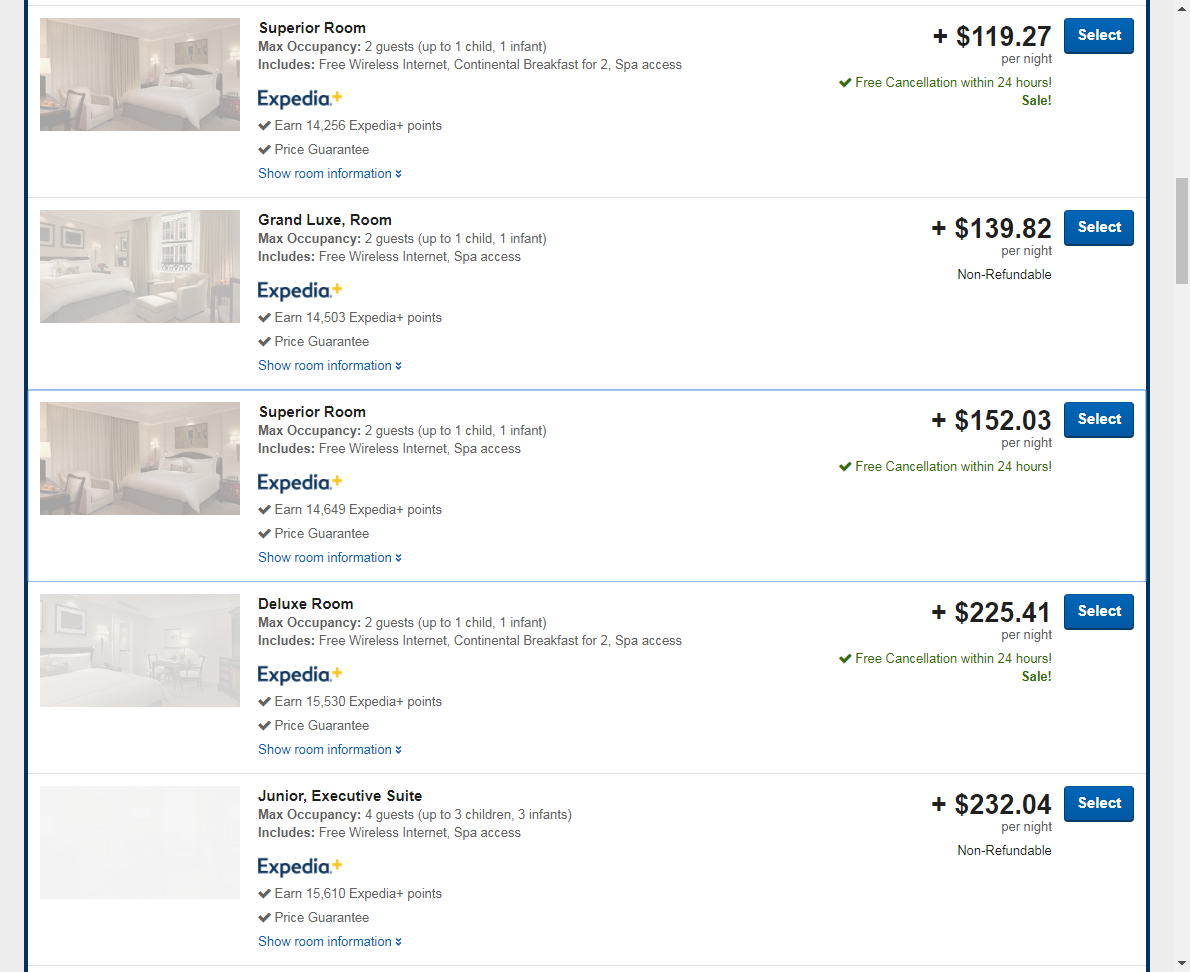 Superior Room
+ $119.27
Select
Max Occupancy: 2 guests (up to 1 child, 1 infant)
per night
Includes: Free Wireless Internet, Continental Breakfast for 2, Spa access
Free Cancellation within 24 hours!
Sale!
Expedia+
Earn 14,256 Expedia+ points
Price Guarantee
Show room information
Grand Luxe, Room
+ $139.82
Select
Max Occupancy: 2 guests (up to 1 child, 1 infant)
per night
Includes: Free Wireless Internet, Spa access
Non-Refundable
Expedia+
Earn 14,503 Expedia+ points
Price Guarantee
Show room information
Superior Room
+ $152.03
Select
Max Occupancy: 2 guests (up to 1 child, 1 infant)
per night
Includes: Free Wireless Internet, Spa access
Free Cancellation within 24 hours!
Expedia+
Earn 14,649 Expedia+ points
Price Guarantee
Show room information
Deluxe Room
+ $225.41
Select
Max Occupancy: 2 guests (up to 1 child, 1 infant)
per night
Includes: Free Wireless Internet, Continental Breakfast for 2, Spa access
Free Cancellation within 24 hours!
Sale!
Expedia+
Earn 15,530 Expedia+ points
Price Guarantee
Show room information
Junior, Executive Suite
+ $232.04
Select
Max Occupancy: 4 guests (up to 3 children, 3 infants)
per night
Includes: Free Wireless Internet, Spa access
Non-Refundable
Expedia+
Earn 15,610 Expedia+ points
Price Guarantee
Show room information